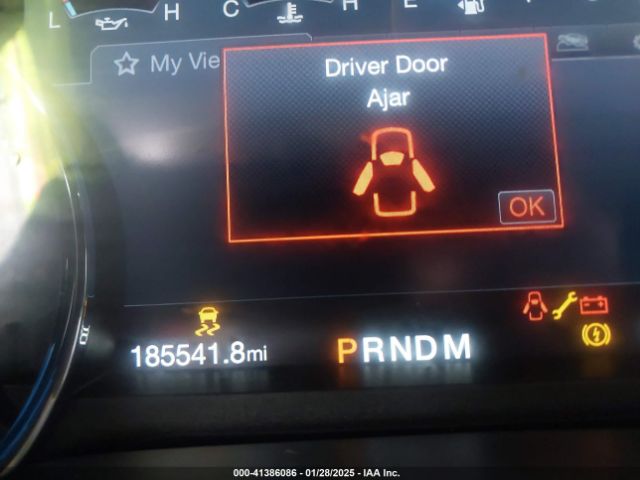 L H C H E
My Vie
Driver Door
Ajar
OK
185541.8mi
PRNDM
000-41386086 - 01/28/2025 - IAA Inc.